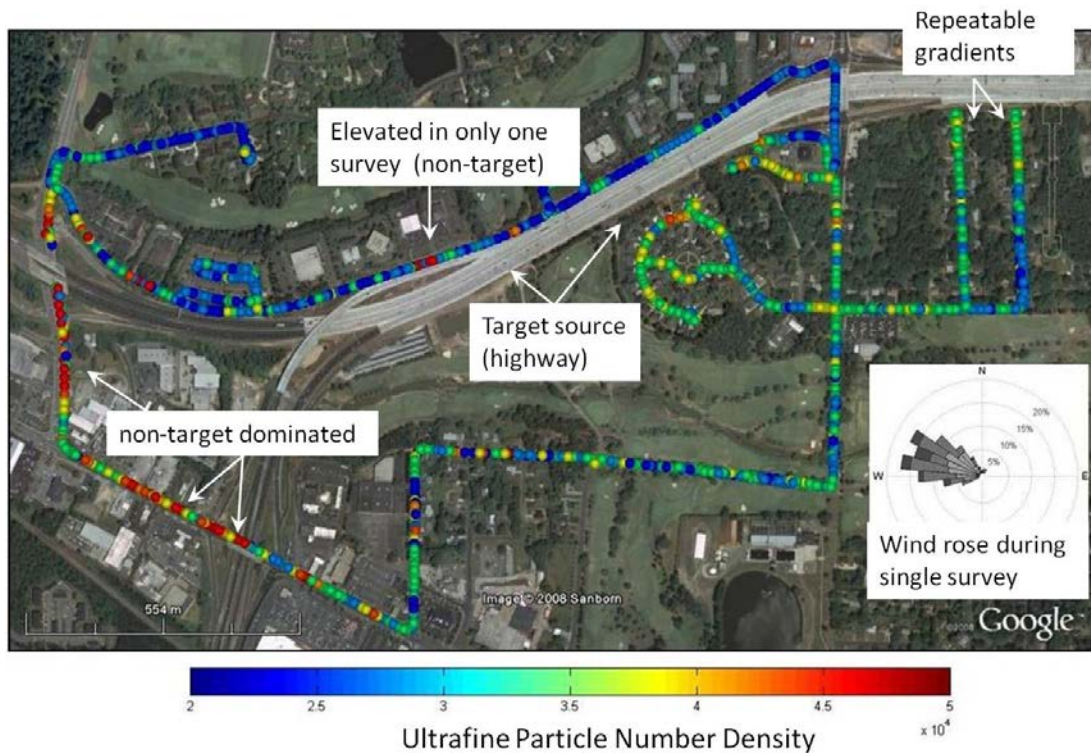 Repeatable
gradients
Elevated in only one
survey (non-target)
Target source
(highway)
non-target dominated
N
20%
15%
10%
5%
W
E
Wind rose during
single survey
Image © 2008 Sanborn
554 m
©2008 Google
2
2.5
3
3.5
4
4.5
5
x 10⁴
Ultrafine Particle Number Density